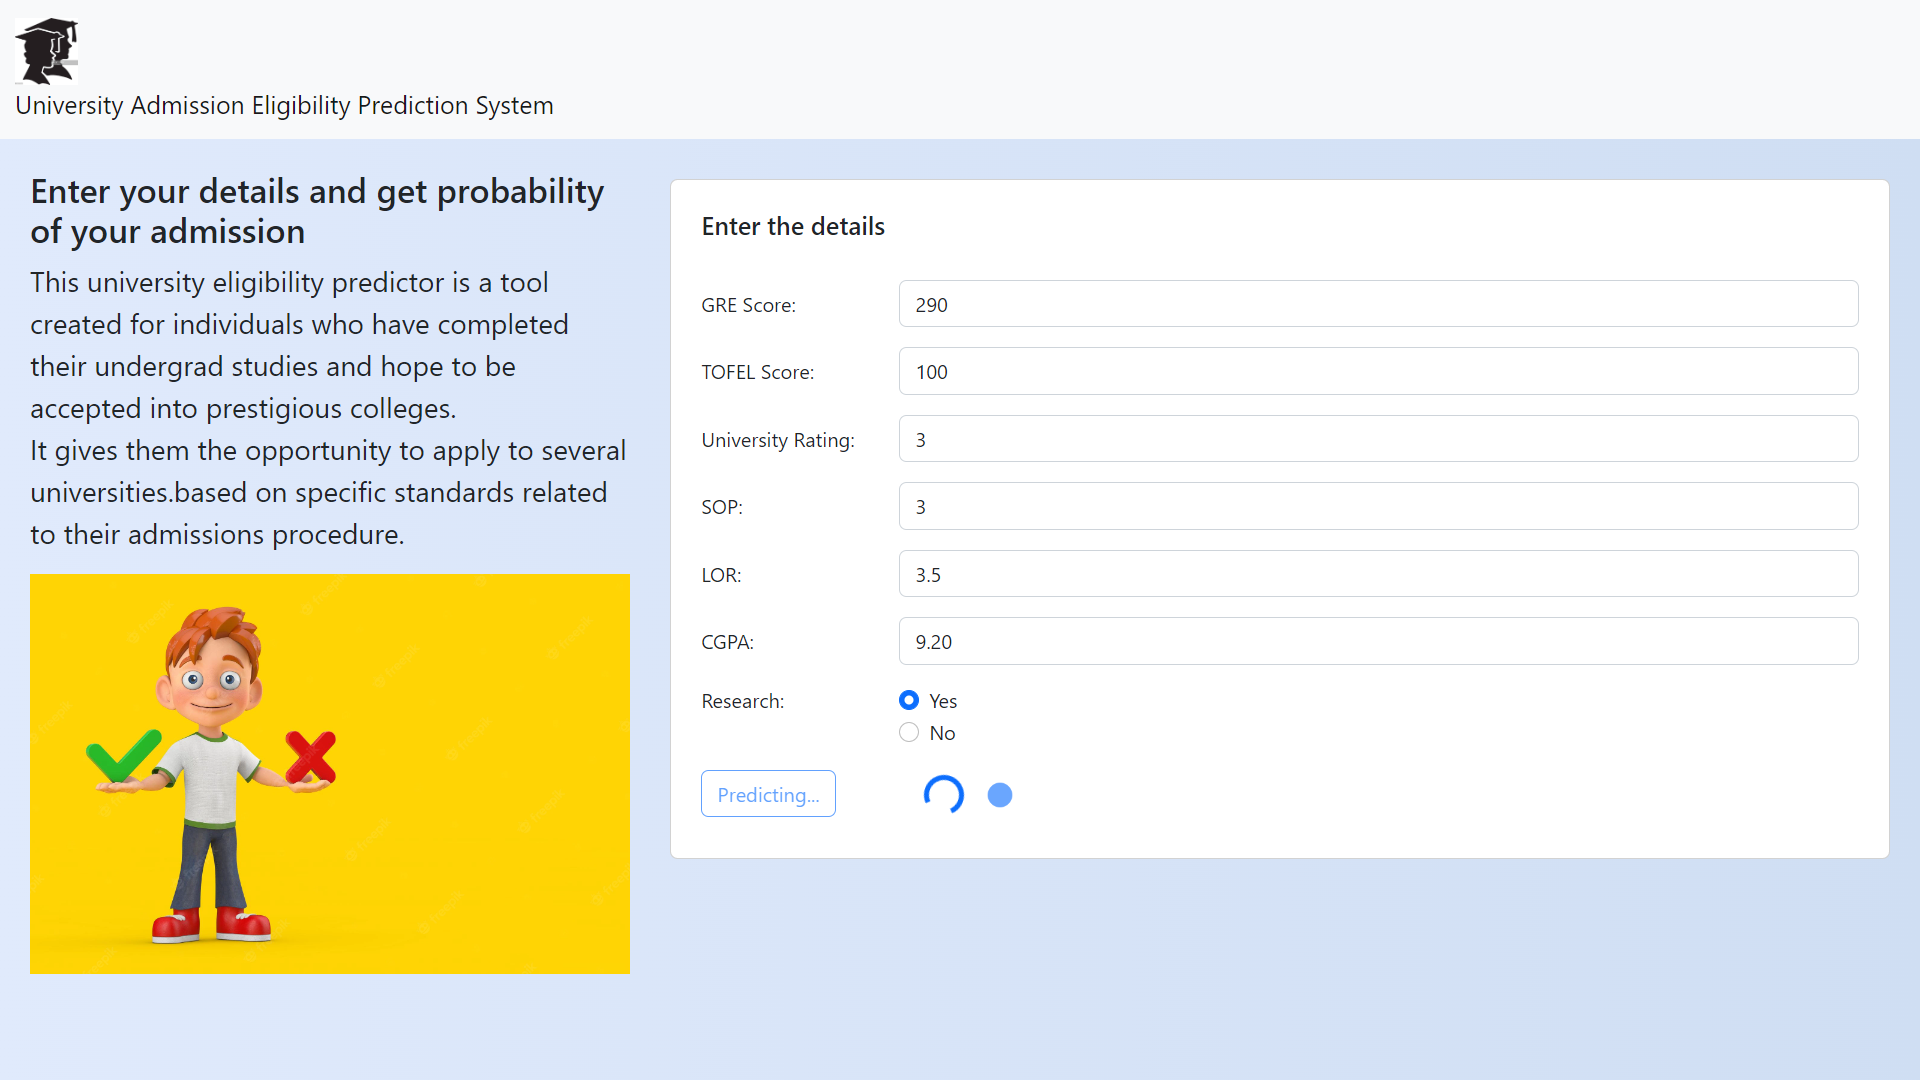 University Admission Eligibility Prediction System
Enter your details and get probability
of your admission
This university eligibility predictor is a tool
created for individuals who have completed
their undergrad studies and hope to be
accepted into prestigious colleges.
It gives them the opportunity to apply to several
universities.based on specific standards related
to their admissions procedure.
Enter the details
GRE Score: 290
TOFEL Score: 100
University Rating: 3
SOP: 3
LOR: 3.5
CGPA: 9.20
Research: Yes
No
Predicting...